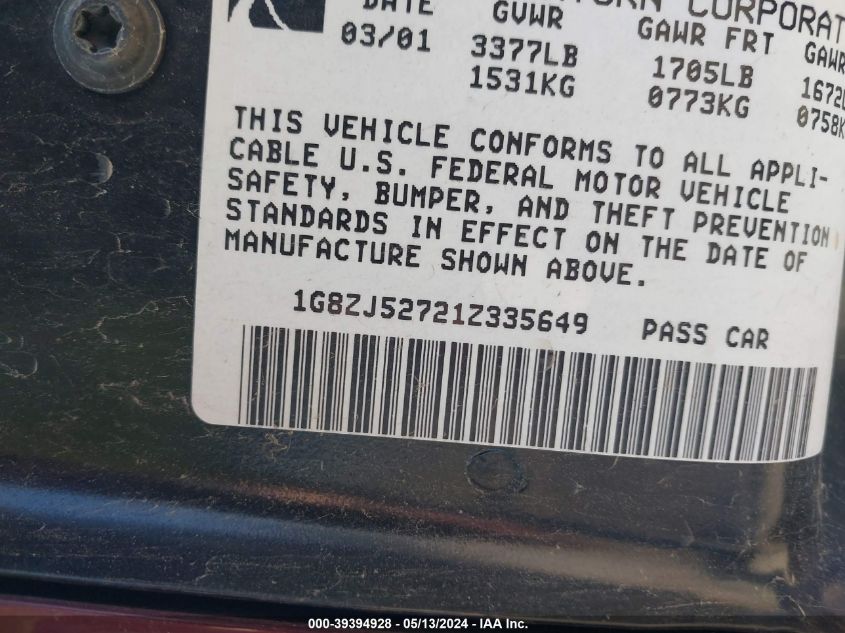 DATE GVWR GAWR FRT GAWR
03/01 3377LB 1705LB
1531KG 0773KG
THIS VEHICLE CONFORMS TO ALL APPLI-
CABLE U.S. FEDERAL MOTOR VEHICLE
SAFETY, BUMPER, AND THEFT PREVENTION
STANDARDS IN EFFECT ON THE DATE OF
MANUFACTURE SHOWN ABOVE.
1G8ZJ52721Z335649 PASS CAR
000-39394928 - 05/13/2024 - IAA Inc.